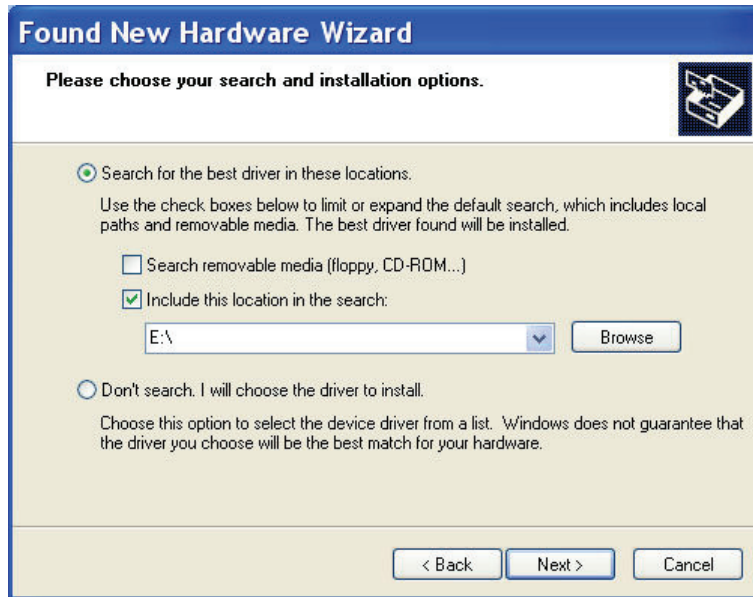 Found New Hardware Wizard
Please choose your search and installation options.
Search for the best driver in these locations.
Use the check boxes below to limit or expand the default search, which includes local
paths and removable media. The best driver found will be installed.
Search removable media (floppy, CD-ROM...)
Include this location in the search:
E:\
Browse
Don't search. I will choose the driver to install.
Choose this option to select the device driver from a list. Windows does not guarantee that
the driver you choose will be the best match for your hardware.
< Back Next > Cancel